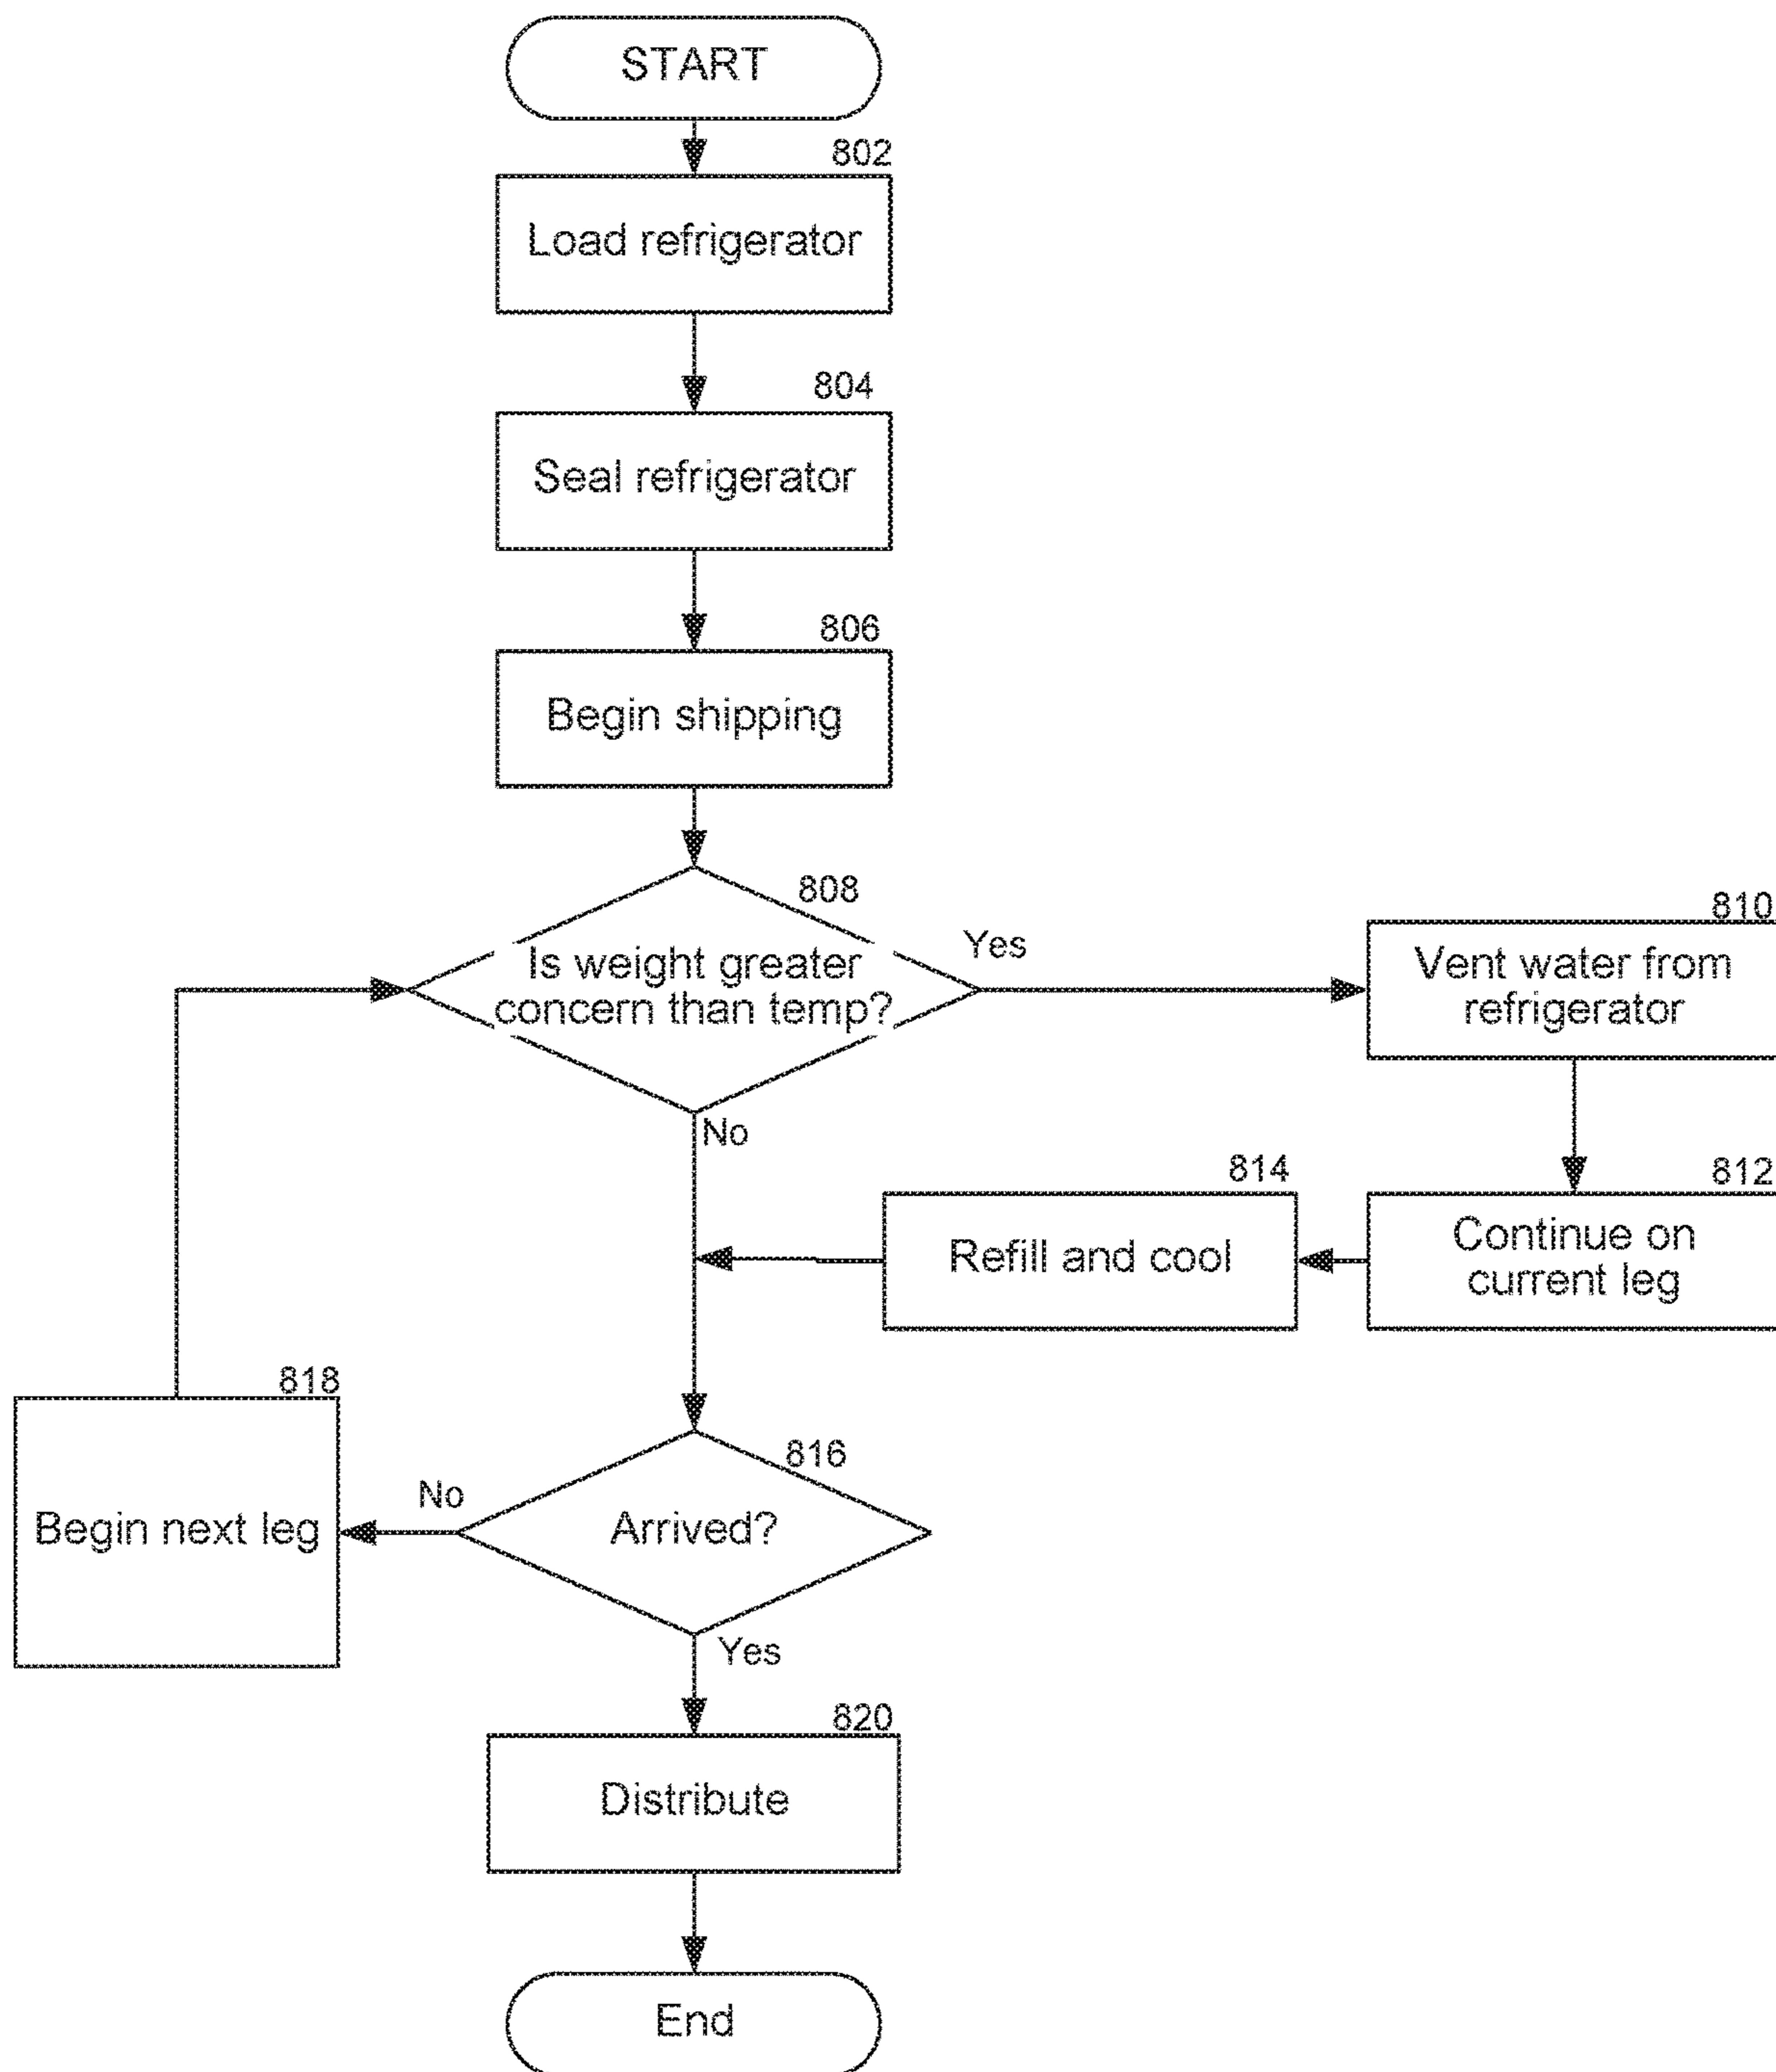 START
802
Load refrigerator
804
Seal refrigerator
806
Begin shipping
808
Is weight greater
concern than temp?
Yes
810
Vent water from
refrigerator
No
814
Refill and cool
812
Continue on
current leg
818
Begin next leg
No
816
Arrived?
Yes
820
Distribute
End